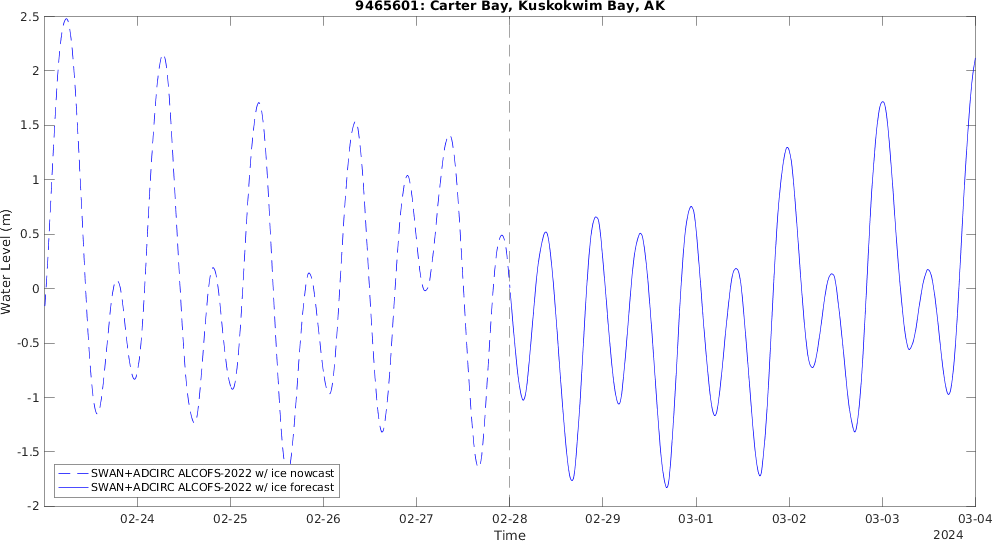 9465601: Carter Bay, Kuskokwim Bay, AK
2.5
2
1.5
1
0.5
0
-0.5
-1
-1.5
-2
Water Level (m)
SWAN+ADCIRC ALCOFS-2022 w/ ice nowcast
SWAN+ADCIRC ALCOFS-2022 w/ ice forecast
02-24 02-25 02-26 02-27 02-28 02-29 03-01 03-02 03-03 03-04
Time
2024